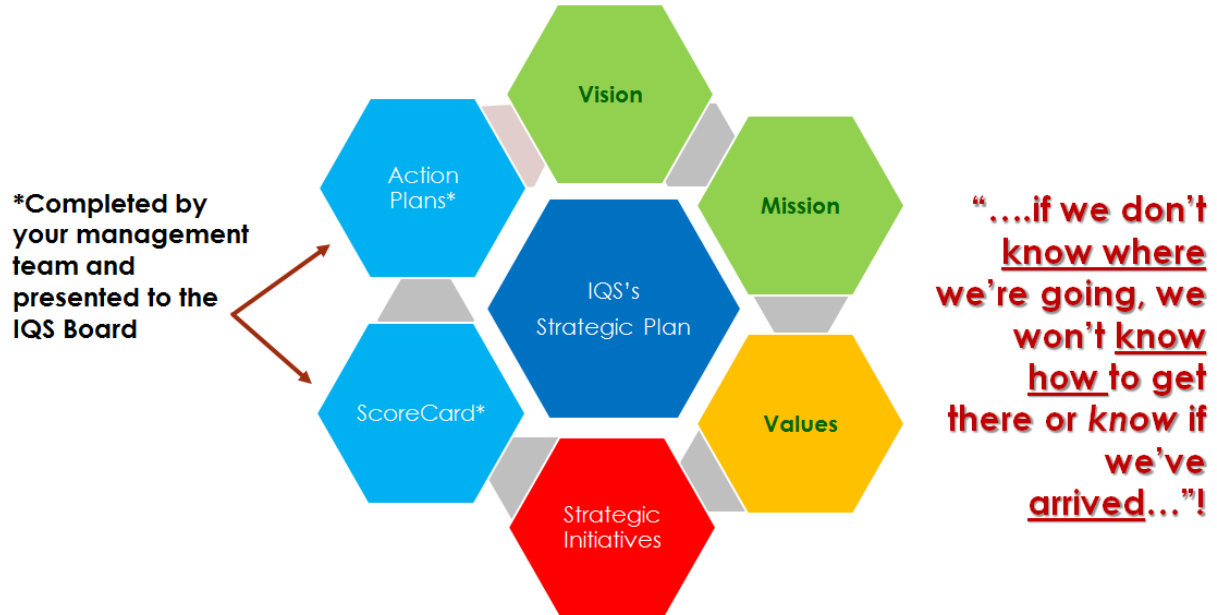 Vision
Mission
Values
Strategic
Initiatives
ScoreCard*
Action
Plans*
IQS's
Strategic Plan
*Completed by
your management
team and
presented to the
IQS Board
“….if we don’t
know where
we’re going, we
won’t know
how to get
there or know if
we’ve
arrived…”!